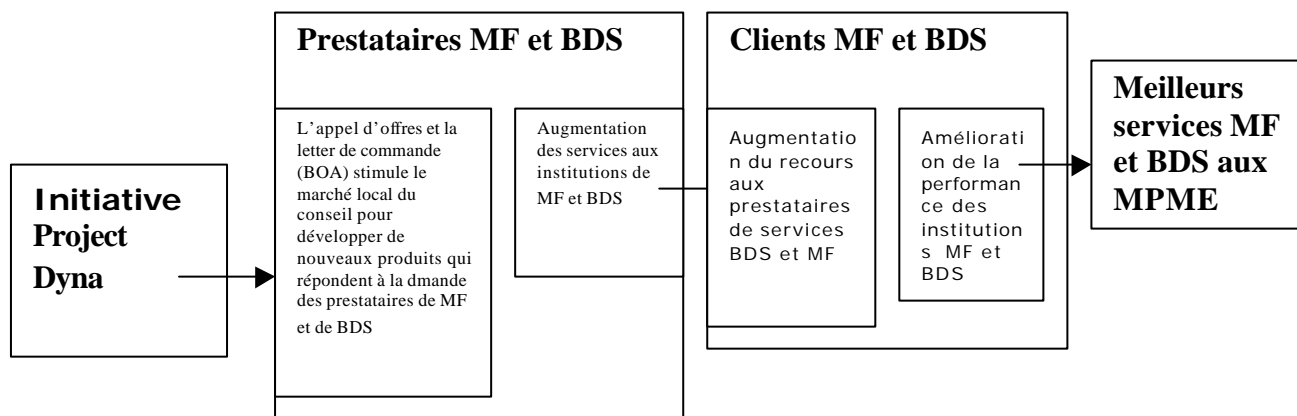 Initiative
Project
Dyna
Prestataires MF et BDS
L'appel d'offres et la
letter de commande
(BOA) stimule le
marché local du
conseil pour
développer de
nouveaux produits qui
répondent à la dmande
des prestataires de MF
et de BDS
Augmentation
des services aux
institutions de
MF et BDS
Clients MF et BDS
Augmentatio
n du recours
aux
prestataires
de services
BDS et MF
Améliorati
on de la
performan
ce des
institution
s MF et
BDS
Meilleurs
services MF
et BDS aux
MPME